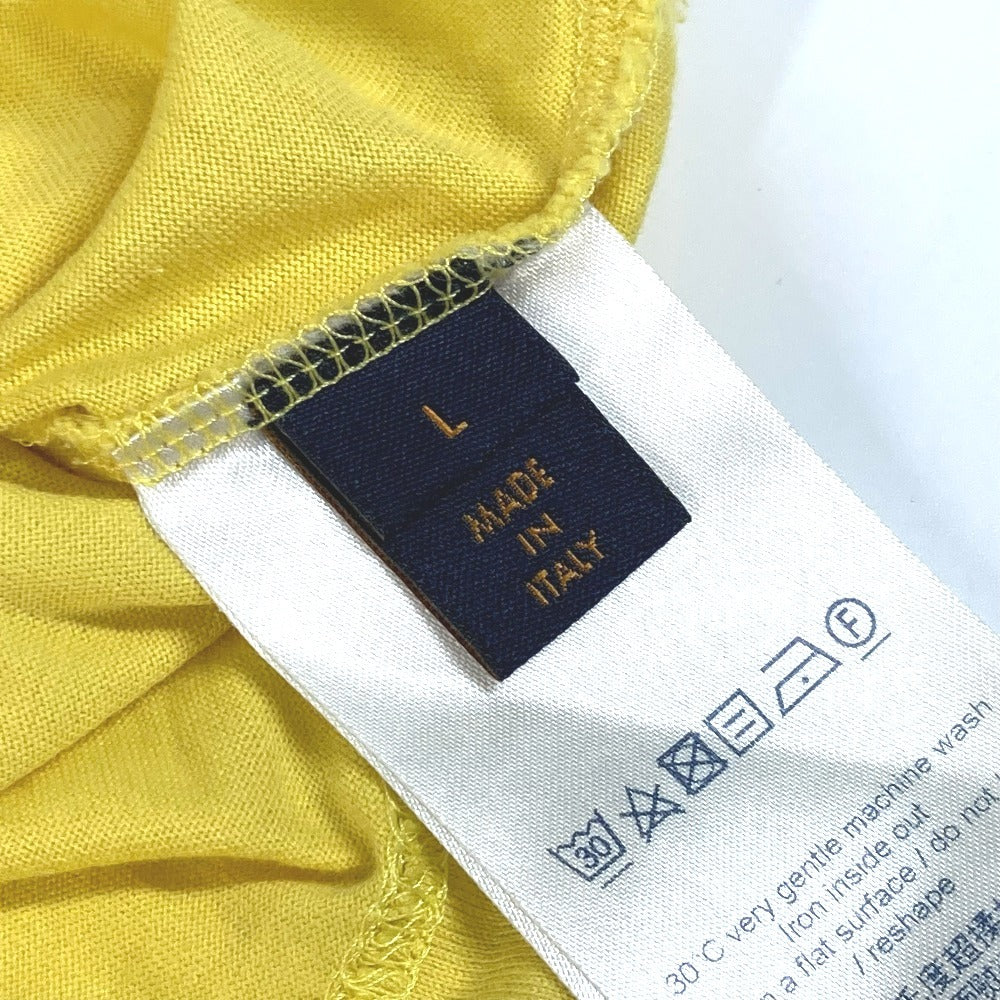 L
MADE
IN
ITALY
F
30
30°C very gentle machine wash
Iron inside out
a flat surface / do not
/ reshape